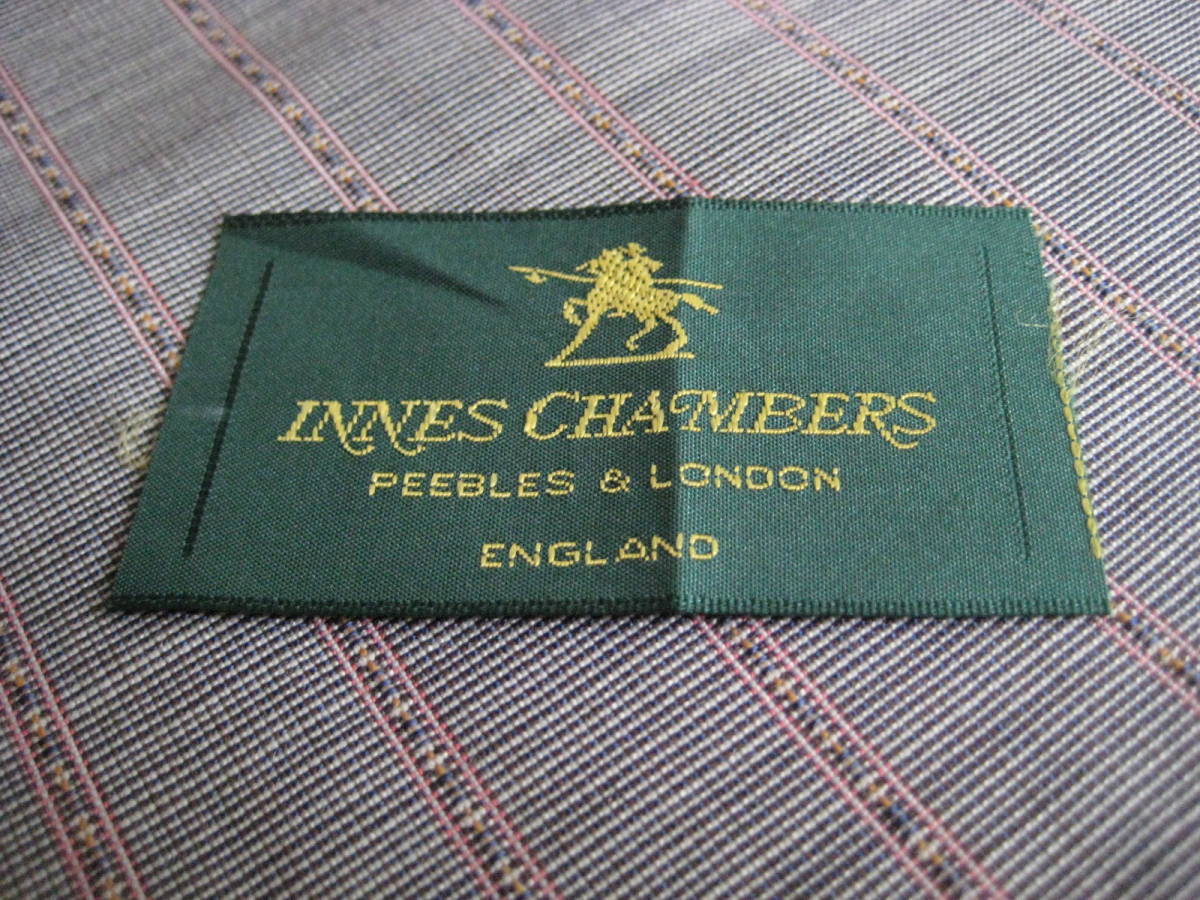 INNES CHAMBERS
PEEBLES & LONDON
ENGLAND